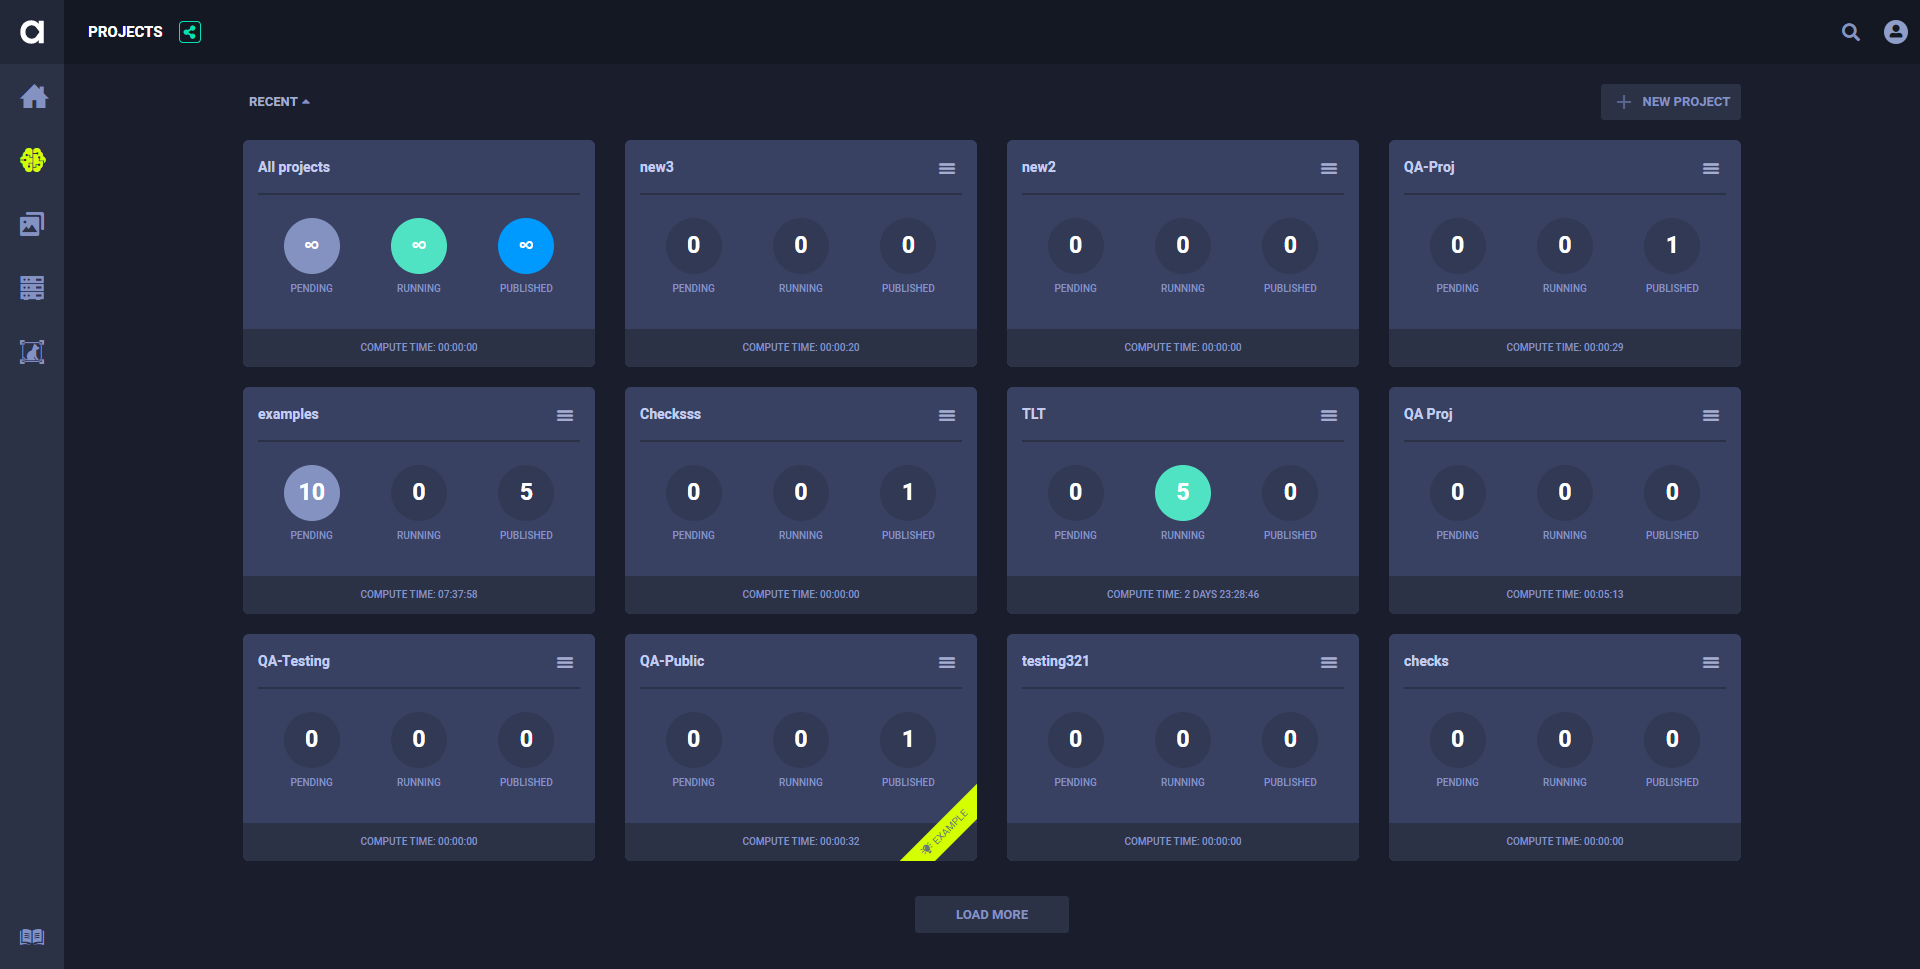 PROJECTS
RECENT
NEW PROJECT
All projects
∞ ∞ ∞
PENDING RUNNING PUBLISHED
COMPUTE TIME: 00:00:00
new3
0 0 0
PENDING RUNNING PUBLISHED
COMPUTE TIME: 00:00:20
new2
0 0 0
PENDING RUNNING PUBLISHED
COMPUTE TIME: 00:00:00
QA-Proj
0 0 1
PENDING RUNNING PUBLISHED
COMPUTE TIME: 00:00:29
examples
10 0 5
PENDING RUNNING PUBLISHED
COMPUTE TIME: 07:37:58
Checksss
0 0 1
PENDING RUNNING PUBLISHED
COMPUTE TIME: 00:00:00
TLT
0 5 0
PENDING RUNNING PUBLISHED
COMPUTE TIME: 2 DAYS 23:28:46
QA Proj
0 0 0
PENDING RUNNING PUBLISHED
COMPUTE TIME: 00:05:13
QA-Testing
0 0 0
PENDING RUNNING PUBLISHED
COMPUTE TIME: 00:00:00
QA-Public
0 0 1
PENDING RUNNING PUBLISHED
COMPUTE TIME: 00:00:32
EXAMPLE
testing321
0 0 0
PENDING RUNNING PUBLISHED
COMPUTE TIME: 00:00:00
checks
0 0 0
PENDING RUNNING PUBLISHED
COMPUTE TIME: 00:00:00
LOAD MORE